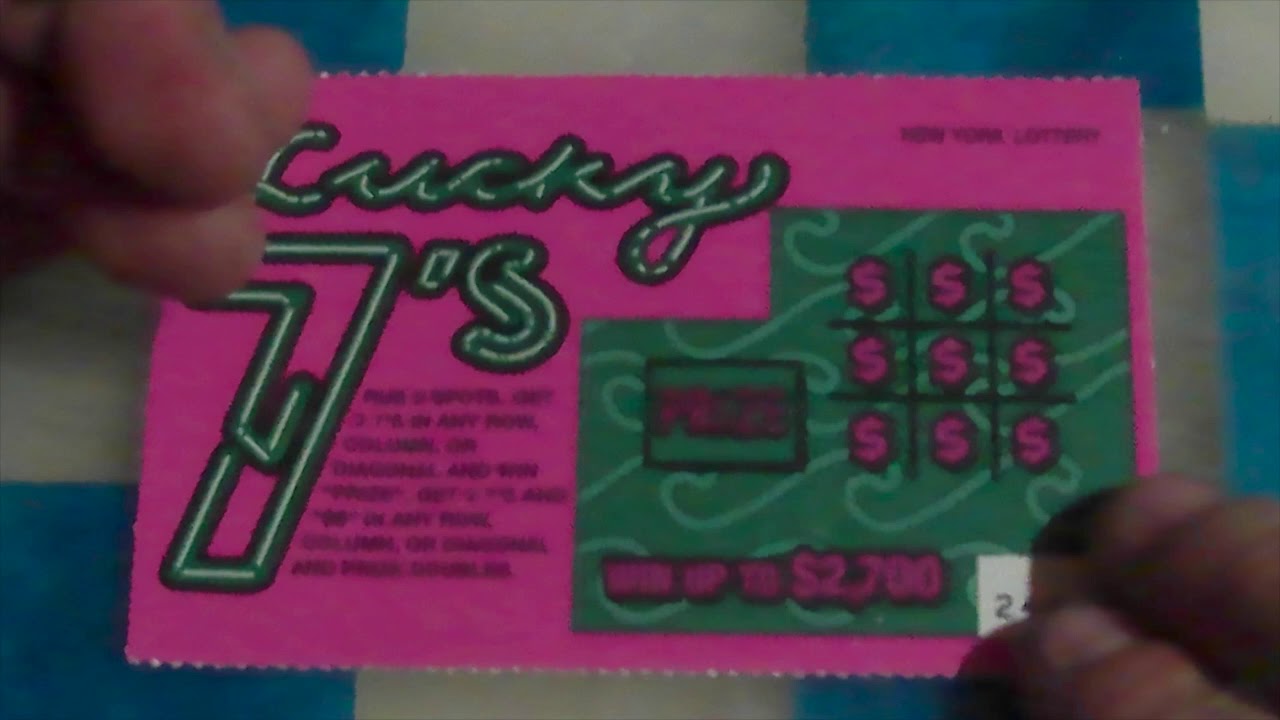 NEW YORK LOTTERY
Lucky
7'S
$ $ $
$ $ $
$ $ $
PRIZE
RUB 9 SPOTS. GET
3 7'S IN ANY ROW,
COLUMN, OR
DIAGONAL AND WIN
"PRIZE". GET 7'S AND
IN ANY ROW,
COLUMN, OR DIAGONAL
AND PRIZE DOUBLES.
WIN UP TO $2,700
2